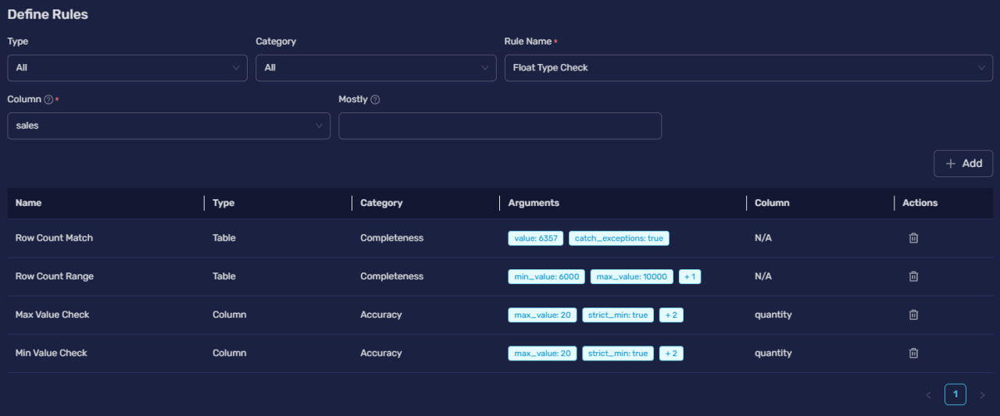 Define Rules
Type Category Rule Name *
All All Float Type Check
Column ? * Mostly ?
sales
+ Add
Name Type Category Arguments Column Actions
Row Count Match Table Completeness value: 6357 catch_exceptions: true N/A
Row Count Range Table Completeness min_value: 6000 max_value: 10000 + 1 N/A
Max Value Check Column Accuracy max_value: 20 strict_min: true + 2 quantity
Min Value Check Column Accuracy max_value: 20 strict_min: true + 2 quantity
< 1 >